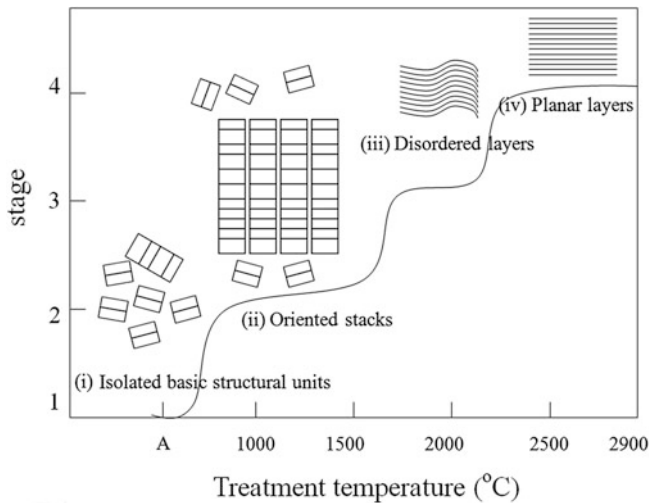 4
(iv) Planar layers
(iii) Disordered layers
stage
3
2
(ii) Oriented stacks
(i) Isolated basic structural units
1
A 1000 1500 2000 2500 2900
Treatment temperature (°C)